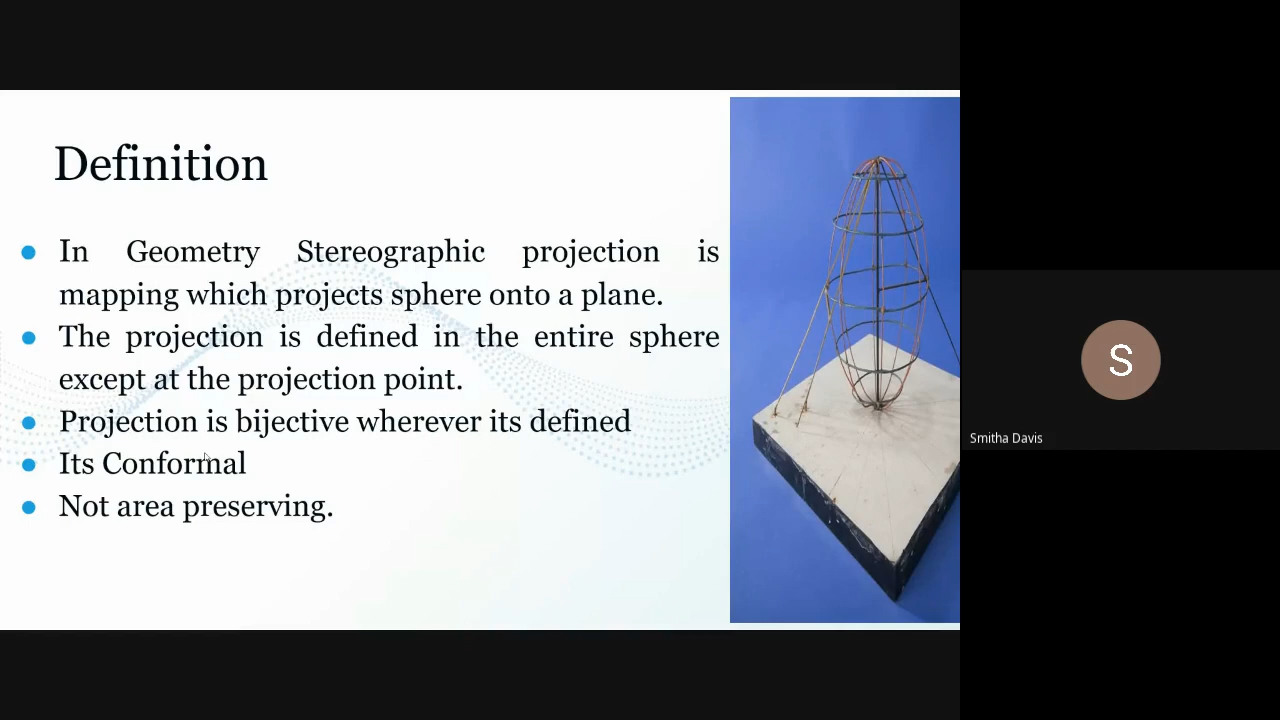 Definition
In Geometry Stereographic projection is
mapping which projects sphere onto a plane.
The projection is defined in the entire sphere
except at the projection point.
Projection is bijective wherever its defined
Its Conformal
Not area preserving.
S
Smitha Davis